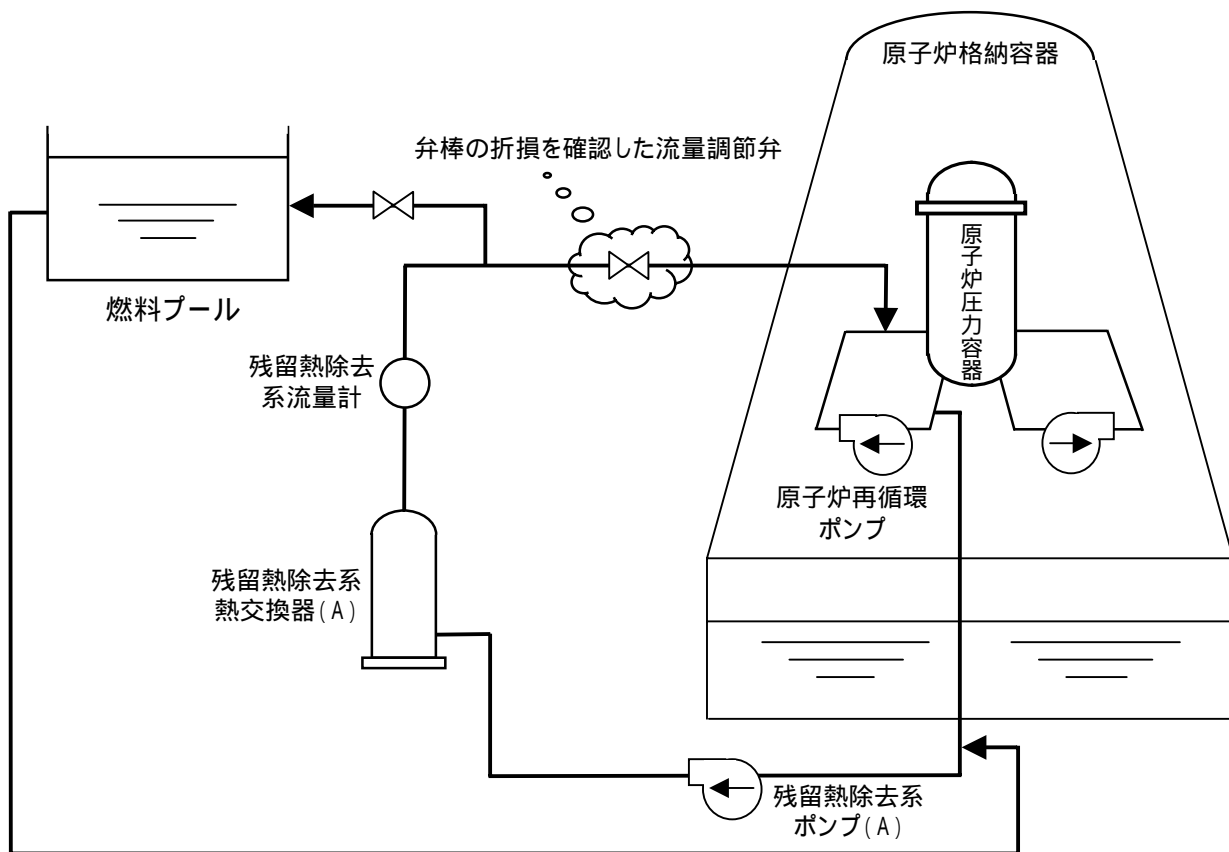 原子炉格納容器
弁棒の折損を確認した流量調節弁
原子炉圧力容器
燃料プール
残留熱除去
系流量計
原子炉再循環
ポンプ
残留熱除去系
熱交換器(A)
残留熱除去系
ポンプ(A)